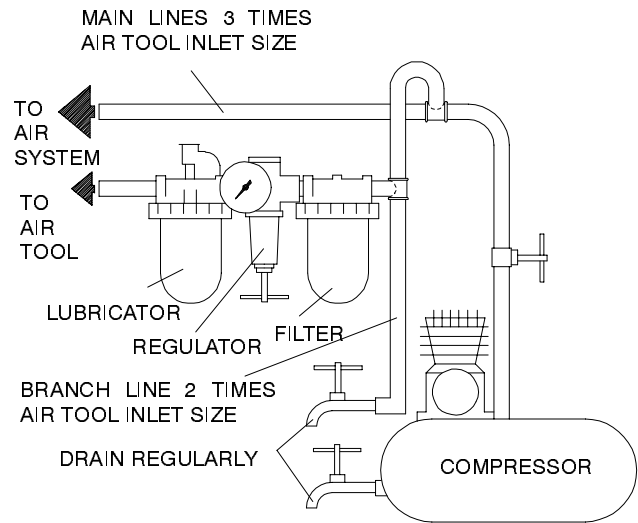 MAIN LINES 3 TIMES
AIR TOOL INLET SIZE
TO
AIR
SYSTEM
TO
AIR
TOOL
LUBRICATOR
REGULATOR
FILTER
BRANCH LINE 2 TIMES
AIR TOOL INLET SIZE
DRAIN REGULARLY
COMPRESSOR